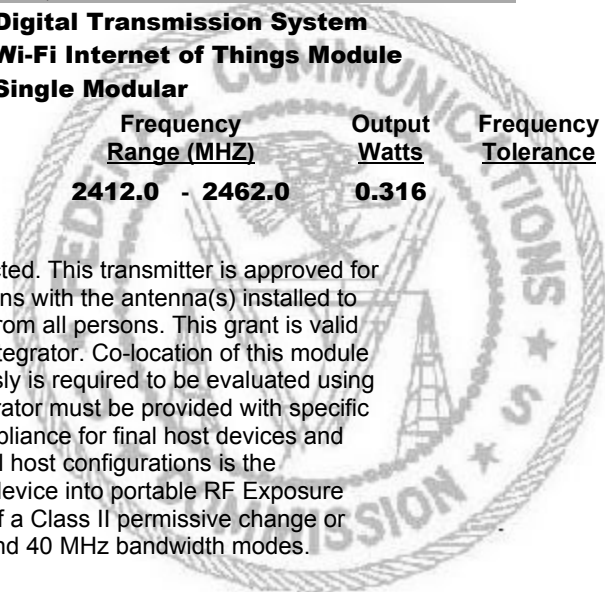 Digital Transmission System
Wi-Fi Internet of Things Module
Single Modular
Frequency Output Frequency
Range (MHZ) Watts Tolerance
2412.0 - 2462.0 0.316
cted. This transmitter is approved for
ns with the antenna(s) installed to
rom all persons. This grant is valid
tegrator. Co-location of this module
sly is required to be evaluated using
rator must be provided with specific
pliance for final host devices and
l host configurations is the
device into portable RF Exposure
f a Class II permissive change or
nd 40 MHz bandwidth modes.
FEDERAL COMMUNICATIONS COMMISSION